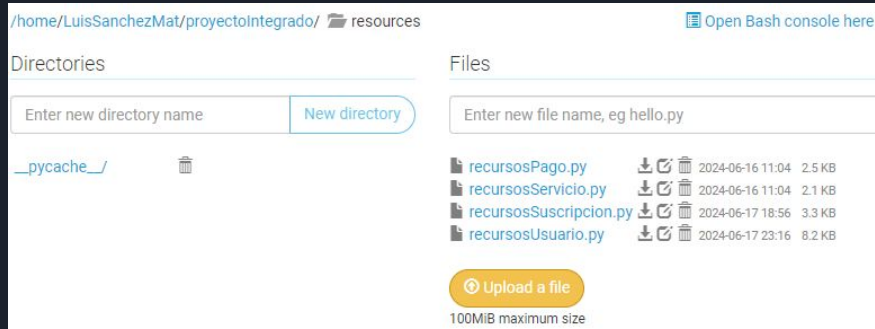 /home/LuisSanchezMat/proyectoIntegrado/ resources
Open Bash console here
Directories
Enter new directory name
New directory
__pycache__/
Files
Enter new file name, eg hello.py
recursosPago.py 2024-06-16 11:04 2.5 KB
recursosServicio.py 2024-06-16 11:04 2.1 KB
recursosSuscripcion.py 2024-06-17 18:56 3.3 KB
recursosUsuario.py 2024-06-17 23:16 8.2 KB
Upload a file
100MiB maximum size